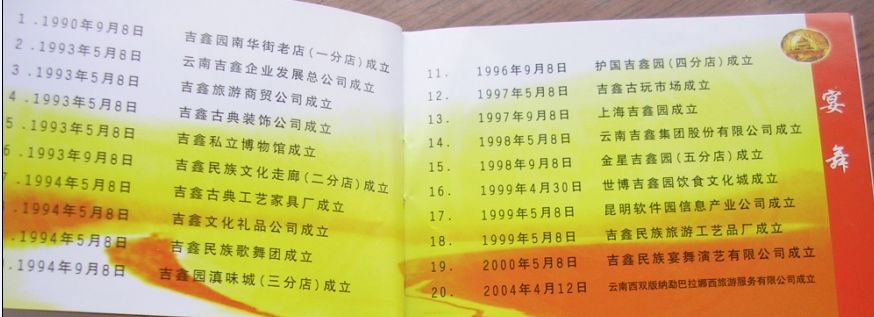 1.1990年9月8日 吉鑫园南华街老店(一分店)成立
2.1993年5月8日 云南吉鑫企业发展总公司成立
3.1993年5月8日 吉鑫旅游商贸公司成立
4.1993年5月8日 吉鑫古典装饰公司成立
5.1993年5月8日 吉鑫私立博物馆成立
6.1993年9月8日 吉鑫民族文化走廊(二分店)成立
7.1994年5月8日 吉鑫古典工艺家具厂成立
.1994年5月8日 吉鑫文化礼品公司成立
.1994年5月8日 吉鑫民族歌舞团成立
.1994年9月8日 吉鑫园滇味城(三分店)成立
11. 1996年9月8日 护国吉鑫园(四分店)成立
12. 1997年5月8日 吉鑫古玩市场成立
13. 1997年9月8日 上海吉鑫园成立
14. 1998年5月8日 云南吉鑫集团股份有限公司成立
15. 1998年9月8日 金星吉鑫园(五分店)成立
16. 1999年4月30日 世博吉鑫园饮食文化城成立
17. 1999年5月8日 昆明软件园信息产业公司成立
18. 1999年5月8日 吉鑫民族旅游工艺品厂成立
19. 2000年5月8日 吉鑫民族宴舞演艺有限公司成立
20. 2004年4月12日 云南西双版纳勐巴拉娜西旅游服务有限公司成立
宴舞